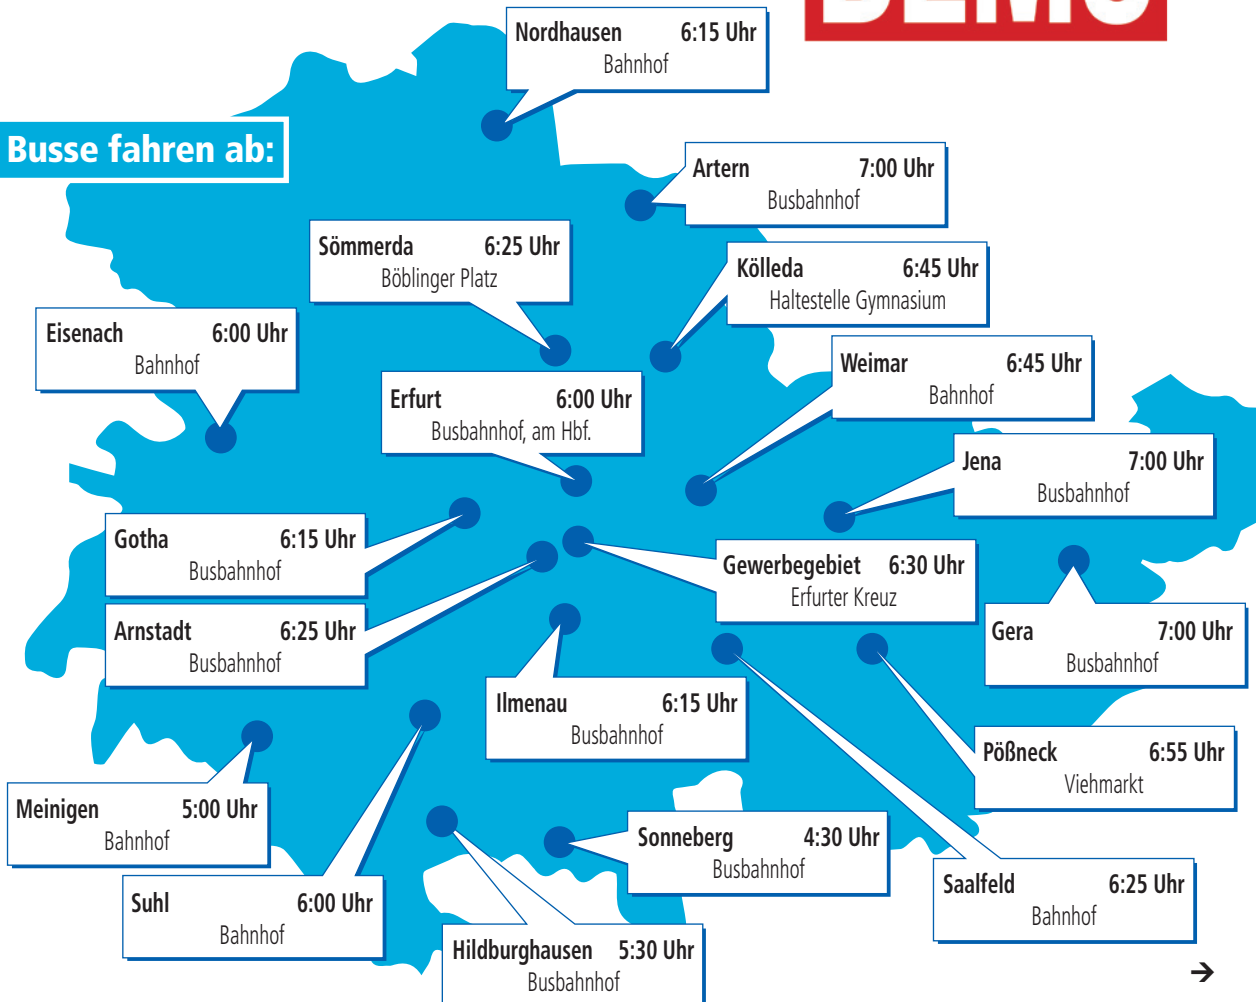 DEMO
Busse fahren ab:
Nordhausen 6:15 Uhr
Bahnhof
Artern 7:00 Uhr
Busbahnhof
Sömmerda 6:25 Uhr
Böblinger Platz
Kölleda 6:45 Uhr
Haltestelle Gymnasium
Eisenach 6:00 Uhr
Bahnhof
Weimar 6:45 Uhr
Bahnhof
Erfurt 6:00 Uhr
Busbahnhof, am Hbf.
Jena 7:00 Uhr
Busbahnhof
Gotha 6:15 Uhr
Busbahnhof
Gewerbegebiet 6:30 Uhr
Erfurter Kreuz
Arnstadt 6:25 Uhr
Busbahnhof
Gera 7:00 Uhr
Busbahnhof
Ilmenau 6:15 Uhr
Busbahnhof
Pößneck 6:55 Uhr
Viehmarkt
Meinigen 5:00 Uhr
Bahnhof
Sonneberg 4:30 Uhr
Busbahnhof
Saalfeld 6:25 Uhr
Bahnhof
Suhl 6:00 Uhr
Bahnhof
Hildburghausen 5:30 Uhr
Busbahnhof
→